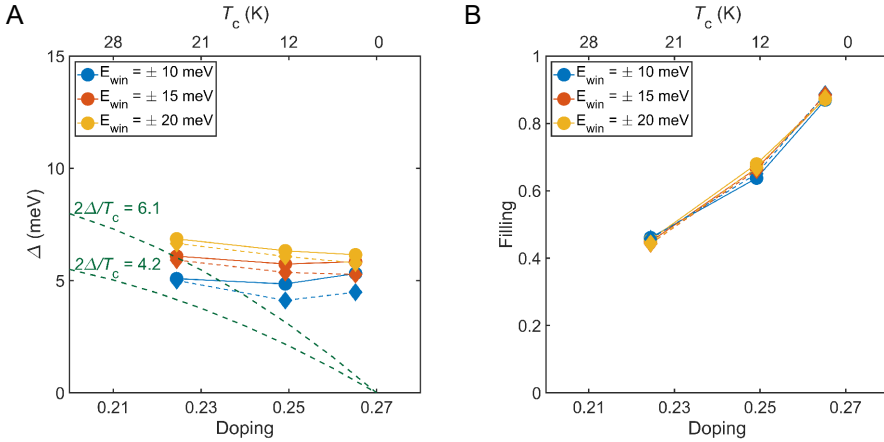 A
T_c (K)
28 21 12 0
15
10
5
0
Δ (meV)
E_win = ± 10 meV
E_win = ± 15 meV
E_win = ± 20 meV
2Δ/T_c = 6.1
2Δ/T_c = 4.2
0.21 0.23 0.25 0.27
Doping
B
T_c (K)
28 21 12 0
1
0.8
0.6
0.4
0.2
0
Filling
E_win = ± 10 meV
E_win = ± 15 meV
E_win = ± 20 meV
0.21 0.23 0.25 0.27
Doping